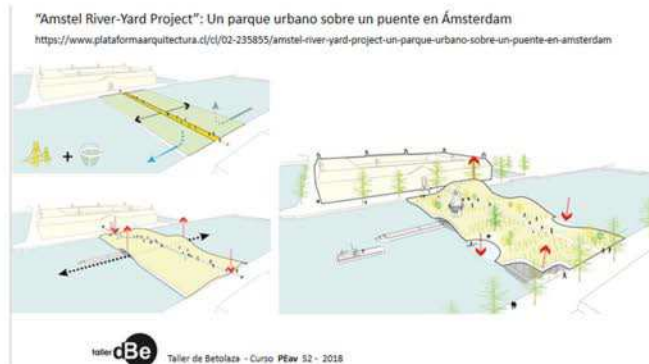 "Amstel River-Yard Project": Un parque urbano sobre un puente en Ámsterdam
https://www.plataformaarquitectura.cl/cl/02-235855/amstel-river-yard-project-un-parque-urbano-sobre-un-puente-en-amsterdam
taller dBe
Taller de Betolaza - Curso PEav S2 - 2018